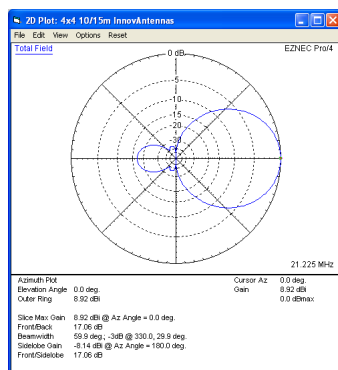 2D Plot: 4x4 10/15m InnovAntennas
File Edit View Options Reset
Total Field
EZNEC Pro/4
0 dB
-5
-10
-15
-20
-30
21.225 MHz
Azimuth Plot
Elevation Angle 0.0 deg.
Outer Ring 8.92 dBi
Cursor Az 0.0 deg.
Gain 8.92 dBi
0.0 dBmax
Slice Max Gain 8.92 dBi @ Az Angle = 0.0 deg.
Front/Back 17.06 dB
Beamwidth 59.9 deg.; -3dB @ 330.0, 29.9 deg.
Sidelobe Gain -8.14 dBi @ Az Angle = 180.0 deg.
Front/Sidelobe 17.06 dB